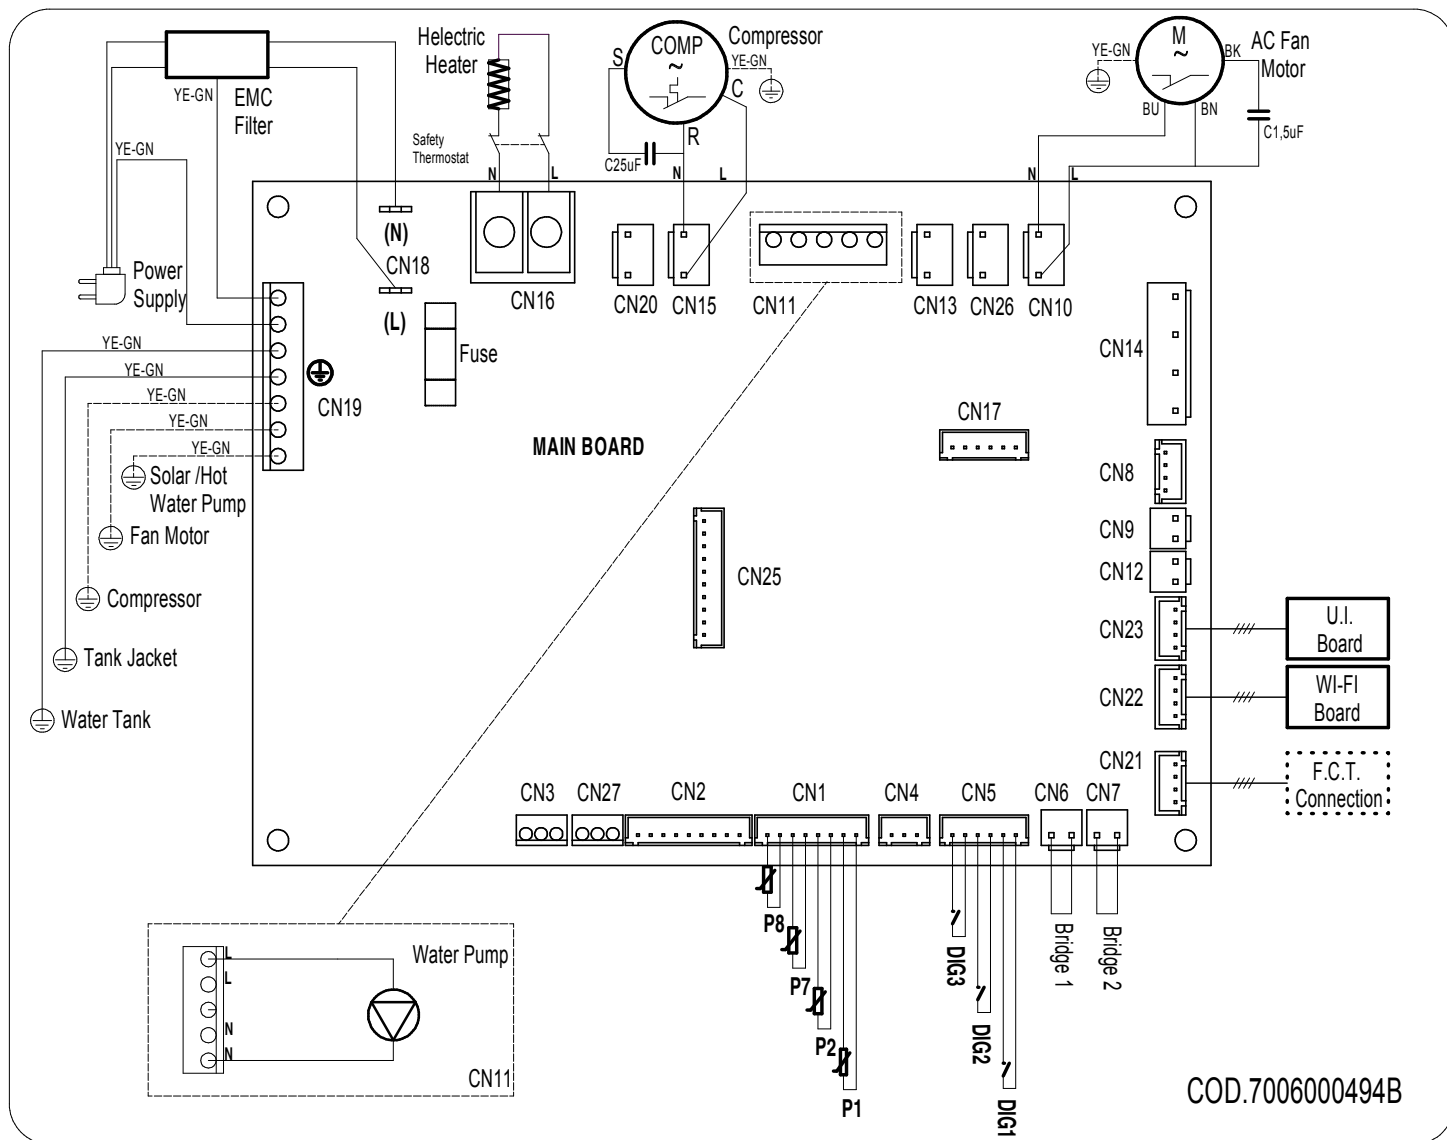 Helectric
Heater
COMP
~
Compressor
S
YE-GN
C
R
C25uF
M
~
YE-GN
BK
AC Fan
Motor
BU
BN
C1,5uF
EMC
Filter
YE-GN
YE-GN
Safety
Thermostat
N
L
N
L
N
L
(N)
CN18
(L)
Power
Supply
CN16
CN20
CN15
CN11
CN13
CN26
CN10
Fuse
CN14
YE-GN
YE-GN
YE-GN
YE-GN
YE-GN
CN19
CN17
MAIN BOARD
CN8
Solar /Hot
Water Pump
Fan Motor
CN9
CN25
CN12
Compressor
CN23
U.I.
Board
Tank Jacket
CN22
WI-FI
Board
Water Tank
CN21
F.C.T.
Connection
CN3
CN27
CN2
CN1
CN4
CN5
CN6
CN7
P8
P7
P2
P1
DIG3
DIG2
DIG1
Bridge 1
Bridge 2
L
L
N
N
Water Pump
CN11
COD.7006000494B